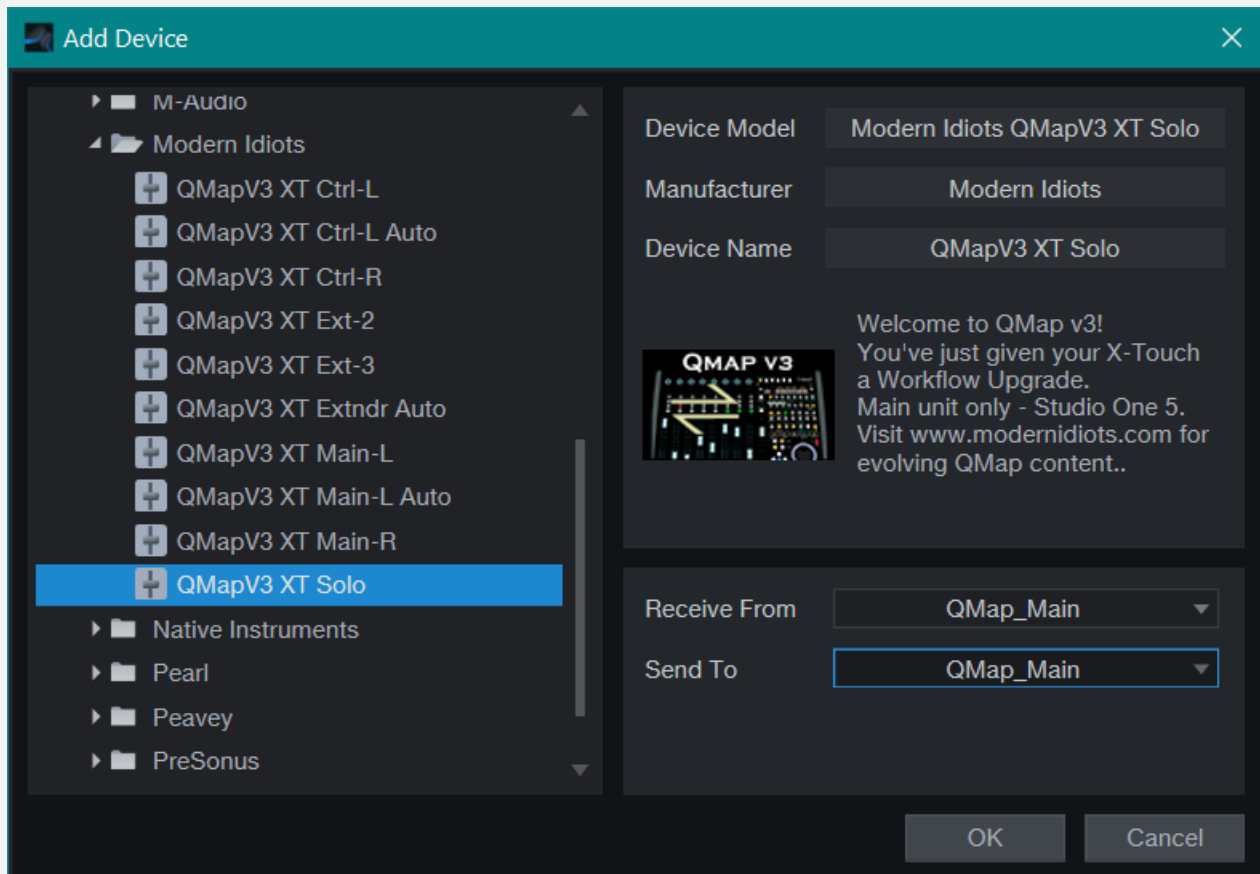 Add Device
M-Audio
Modern Idiots
QMapV3 XT Ctrl-L
QMapV3 XT Ctrl-L Auto
QMapV3 XT Ctrl-R
QMapV3 XT Ext-2
QMapV3 XT Ext-3
QMapV3 XT Extndr Auto
QMapV3 XT Main-L
QMapV3 XT Main-L Auto
QMapV3 XT Main-R
QMapV3 XT Solo
Native Instruments
Pearl
Peavey
PreSonus
Device Model Modern Idiots QMapV3 XT Solo
Manufacturer Modern Idiots
Device Name QMapV3 XT Solo
QMAP V3
Welcome to QMap v3!
You've just given your X-Touch
a Workflow Upgrade.
Main unit only - Studio One 5.
Visit www.modernidiots.com for
evolving QMap content..
Receive From QMap_Main
Send To QMap_Main
OK Cancel